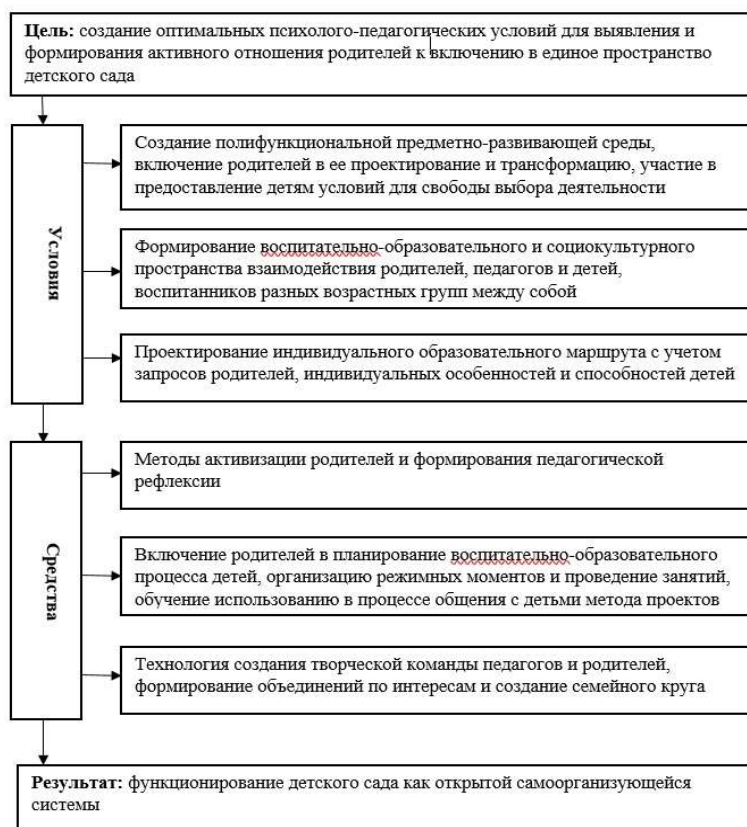 Цель: создание оптимальных психолого-педагогических условий для выявления и
формирования активного отношения родителей к включению в единое пространство
детского сада
Условия
Создание полифункциональной предметно-развивающей среды,
включение родителей в ее проектирование и трансформацию, участие в
предоставление детям условий для свободы выбора деятельности
Формирование воспитательно-образовательного и социокультурного
пространства взаимодействия родителей, педагогов и детей,
воспитанников разных возрастных групп между собой
Проектирование индивидуального образовательного маршрута с учетом
запросов родителей, индивидуальных особенностей и способностей детей
Средства
Методы активизации родителей и формирования педагогической
рефлексии
Включение родителей в планирование воспитательно-образовательного
процесса детей, организацию режимных моментов и проведение занятий,
обучение использованию в процессе общения с детьми метода проектов
Технология создания творческой команды педагогов и родителей,
формирование объединений по интересам и создание семейного круга
Результат: функционирование детского сада как открытой самоорганизующейся
системы